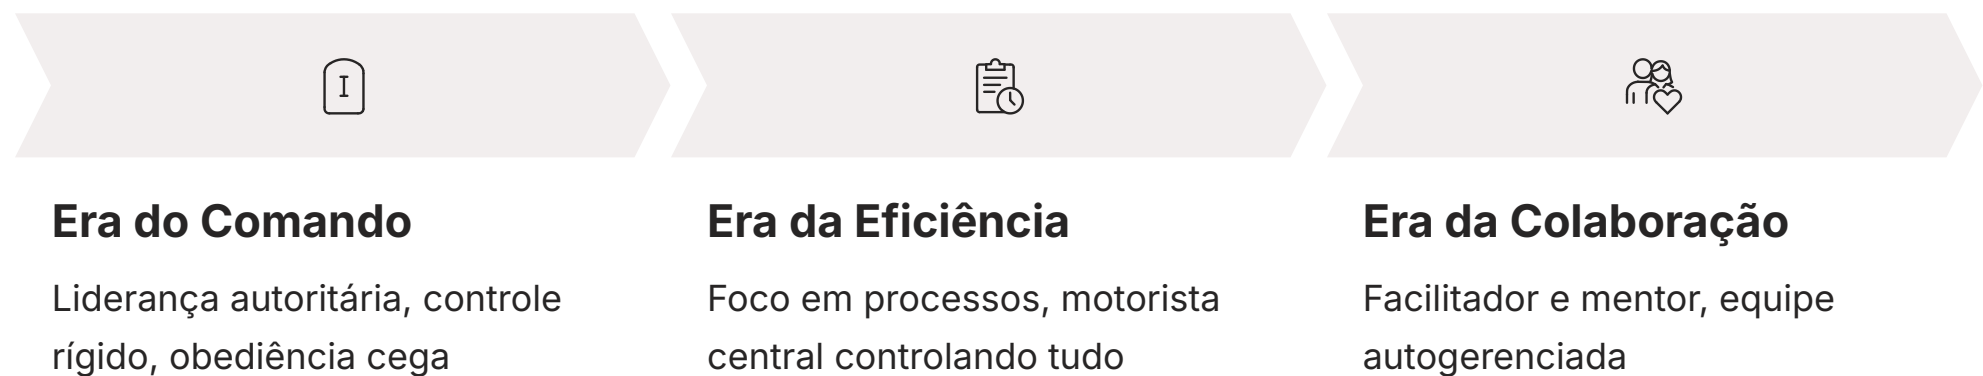 I
Era do Comando
Liderança autoritária, controle
rígido, obediência cega
Era da Eficiência
Foco em processos, motorista
central controlando tudo
Era da Colaboração
Facilitador e mentor, equipe
autogerenciada